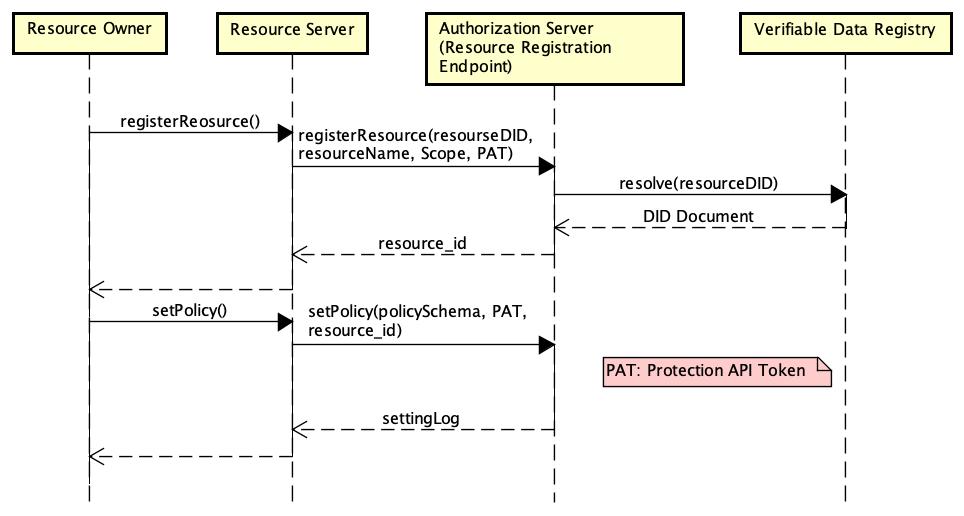 Resource Owner
Resource Server
Authorization Server
(Resource Registration
Endpoint)
Verifiable Data Registry
registerReosurce()
registerResource(resourseDID,
resourceName, Scope, PAT)
resolve(resourceDID)
DID Document
resource_id
setPolicy()
setPolicy(policySchema, PAT,
resource_id)
PAT: Protection API Token
settingLog